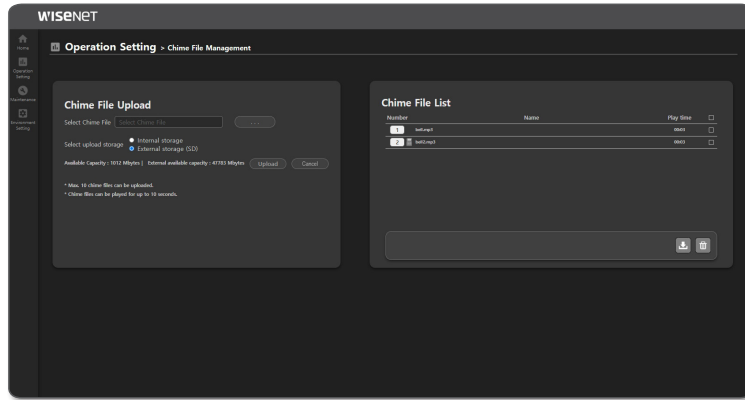 WISENET
Home
Operation Setting > Chime File Management
Operation
Setting
Maintenance
Environment
Setting
Chime File Upload
Select Chime File Select Chime File ...
Select upload storage Internal storage
External storage (SD)
Available Capacity : 1012 Mbytes | External available capacity : 47783 Mbytes Upload Cancel
* Max. 10 chime files can be uploaded.
* Chime files can be played for up to 10 seconds.
Chime File List
Number Name Play time
1 bell.mp3 00:03
2 bell2.mp3 00:03